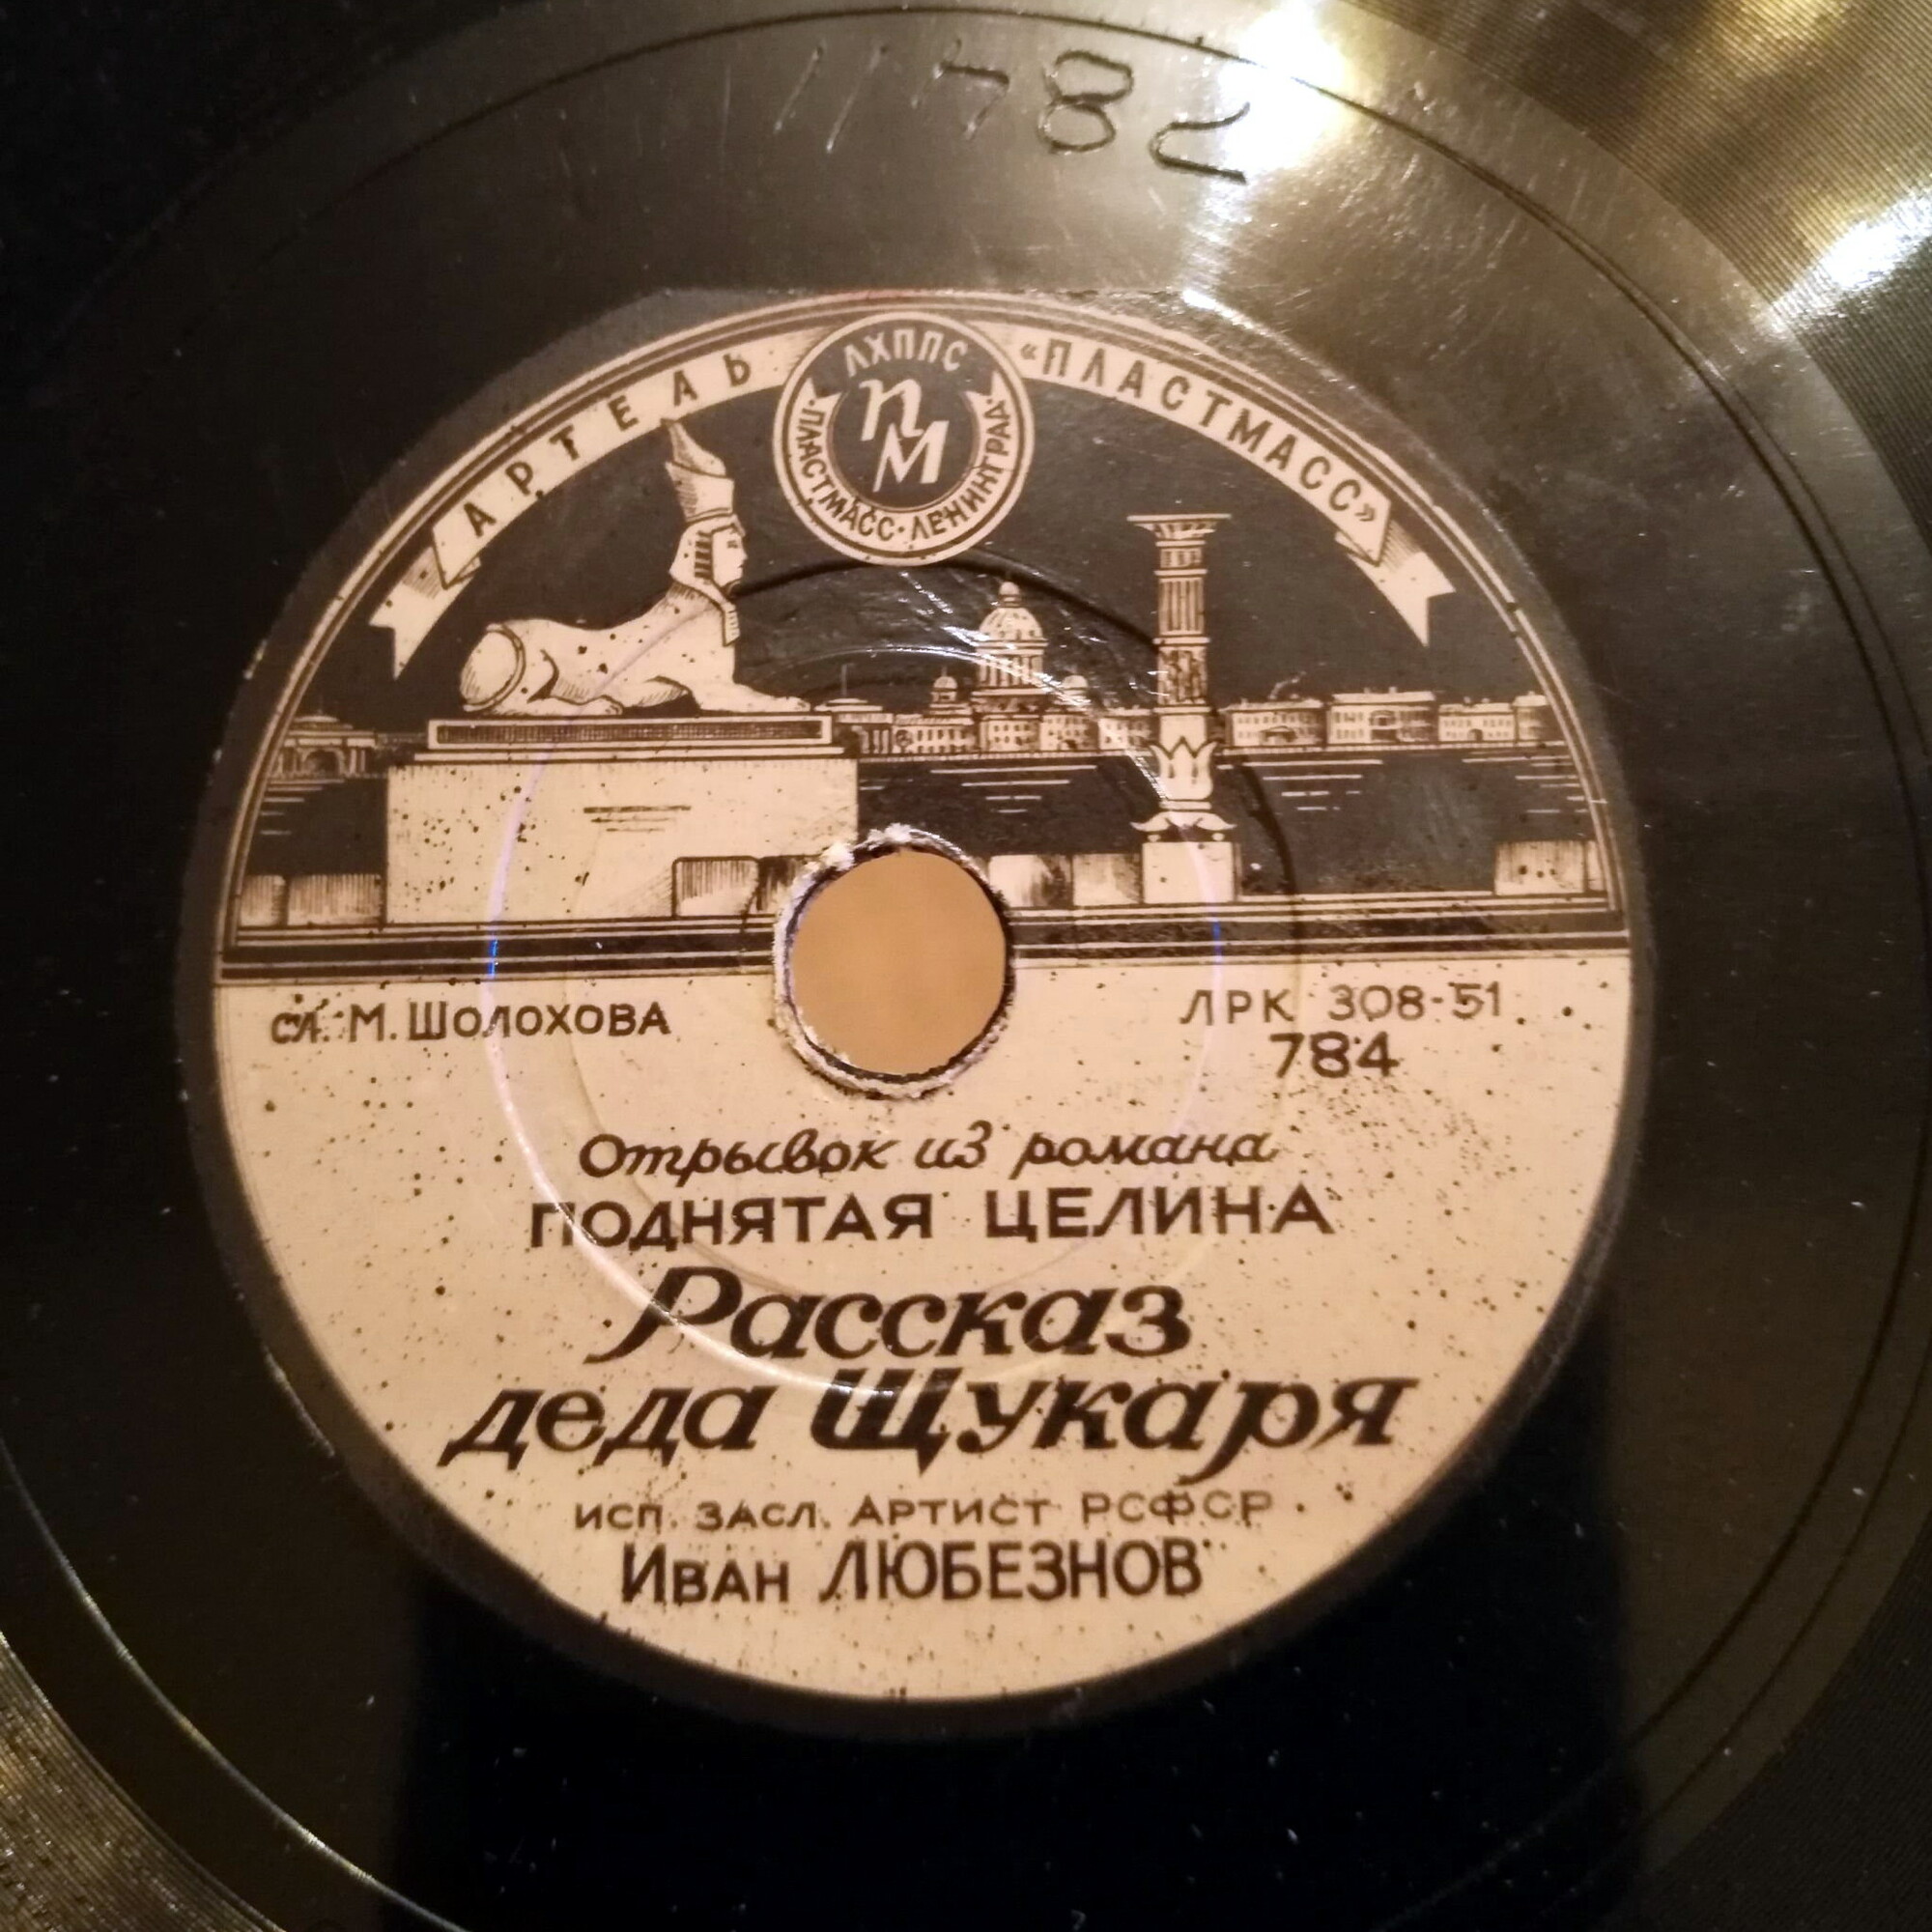 784
АРТЕЛЬ «ПЛАСТМАСС»
ЛХППС
ПМ
·ПЛАСТМАСС·ЛЕНИНГРАД·
сл. М. Шолохова
ЛРК 308-51
784
Отрывок из романа
ПОДНЯТАЯ ЦЕЛИНА
Рассказ
деда Щукаря
исп. засл. артист РСФСР
Иван ЛЮБЕЗНОВ